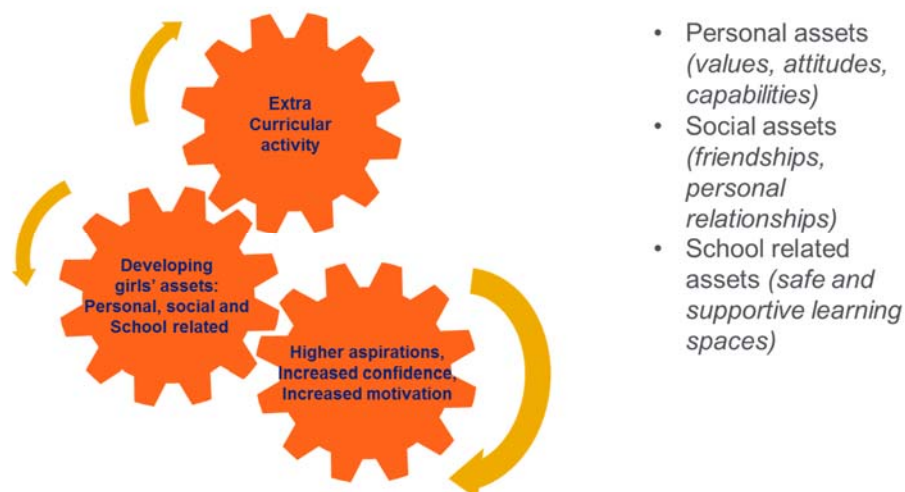 Extra
Curricular
activity
Developing
girls' assets:
Personal, social and
School related
Higher aspirations,
Increased confidence,
Increased motivation
• Personal assets
(values, attitudes,
capabilities)
• Social assets
(friendships,
personal
relationships)
• School related
assets (safe and
supportive learning
spaces)